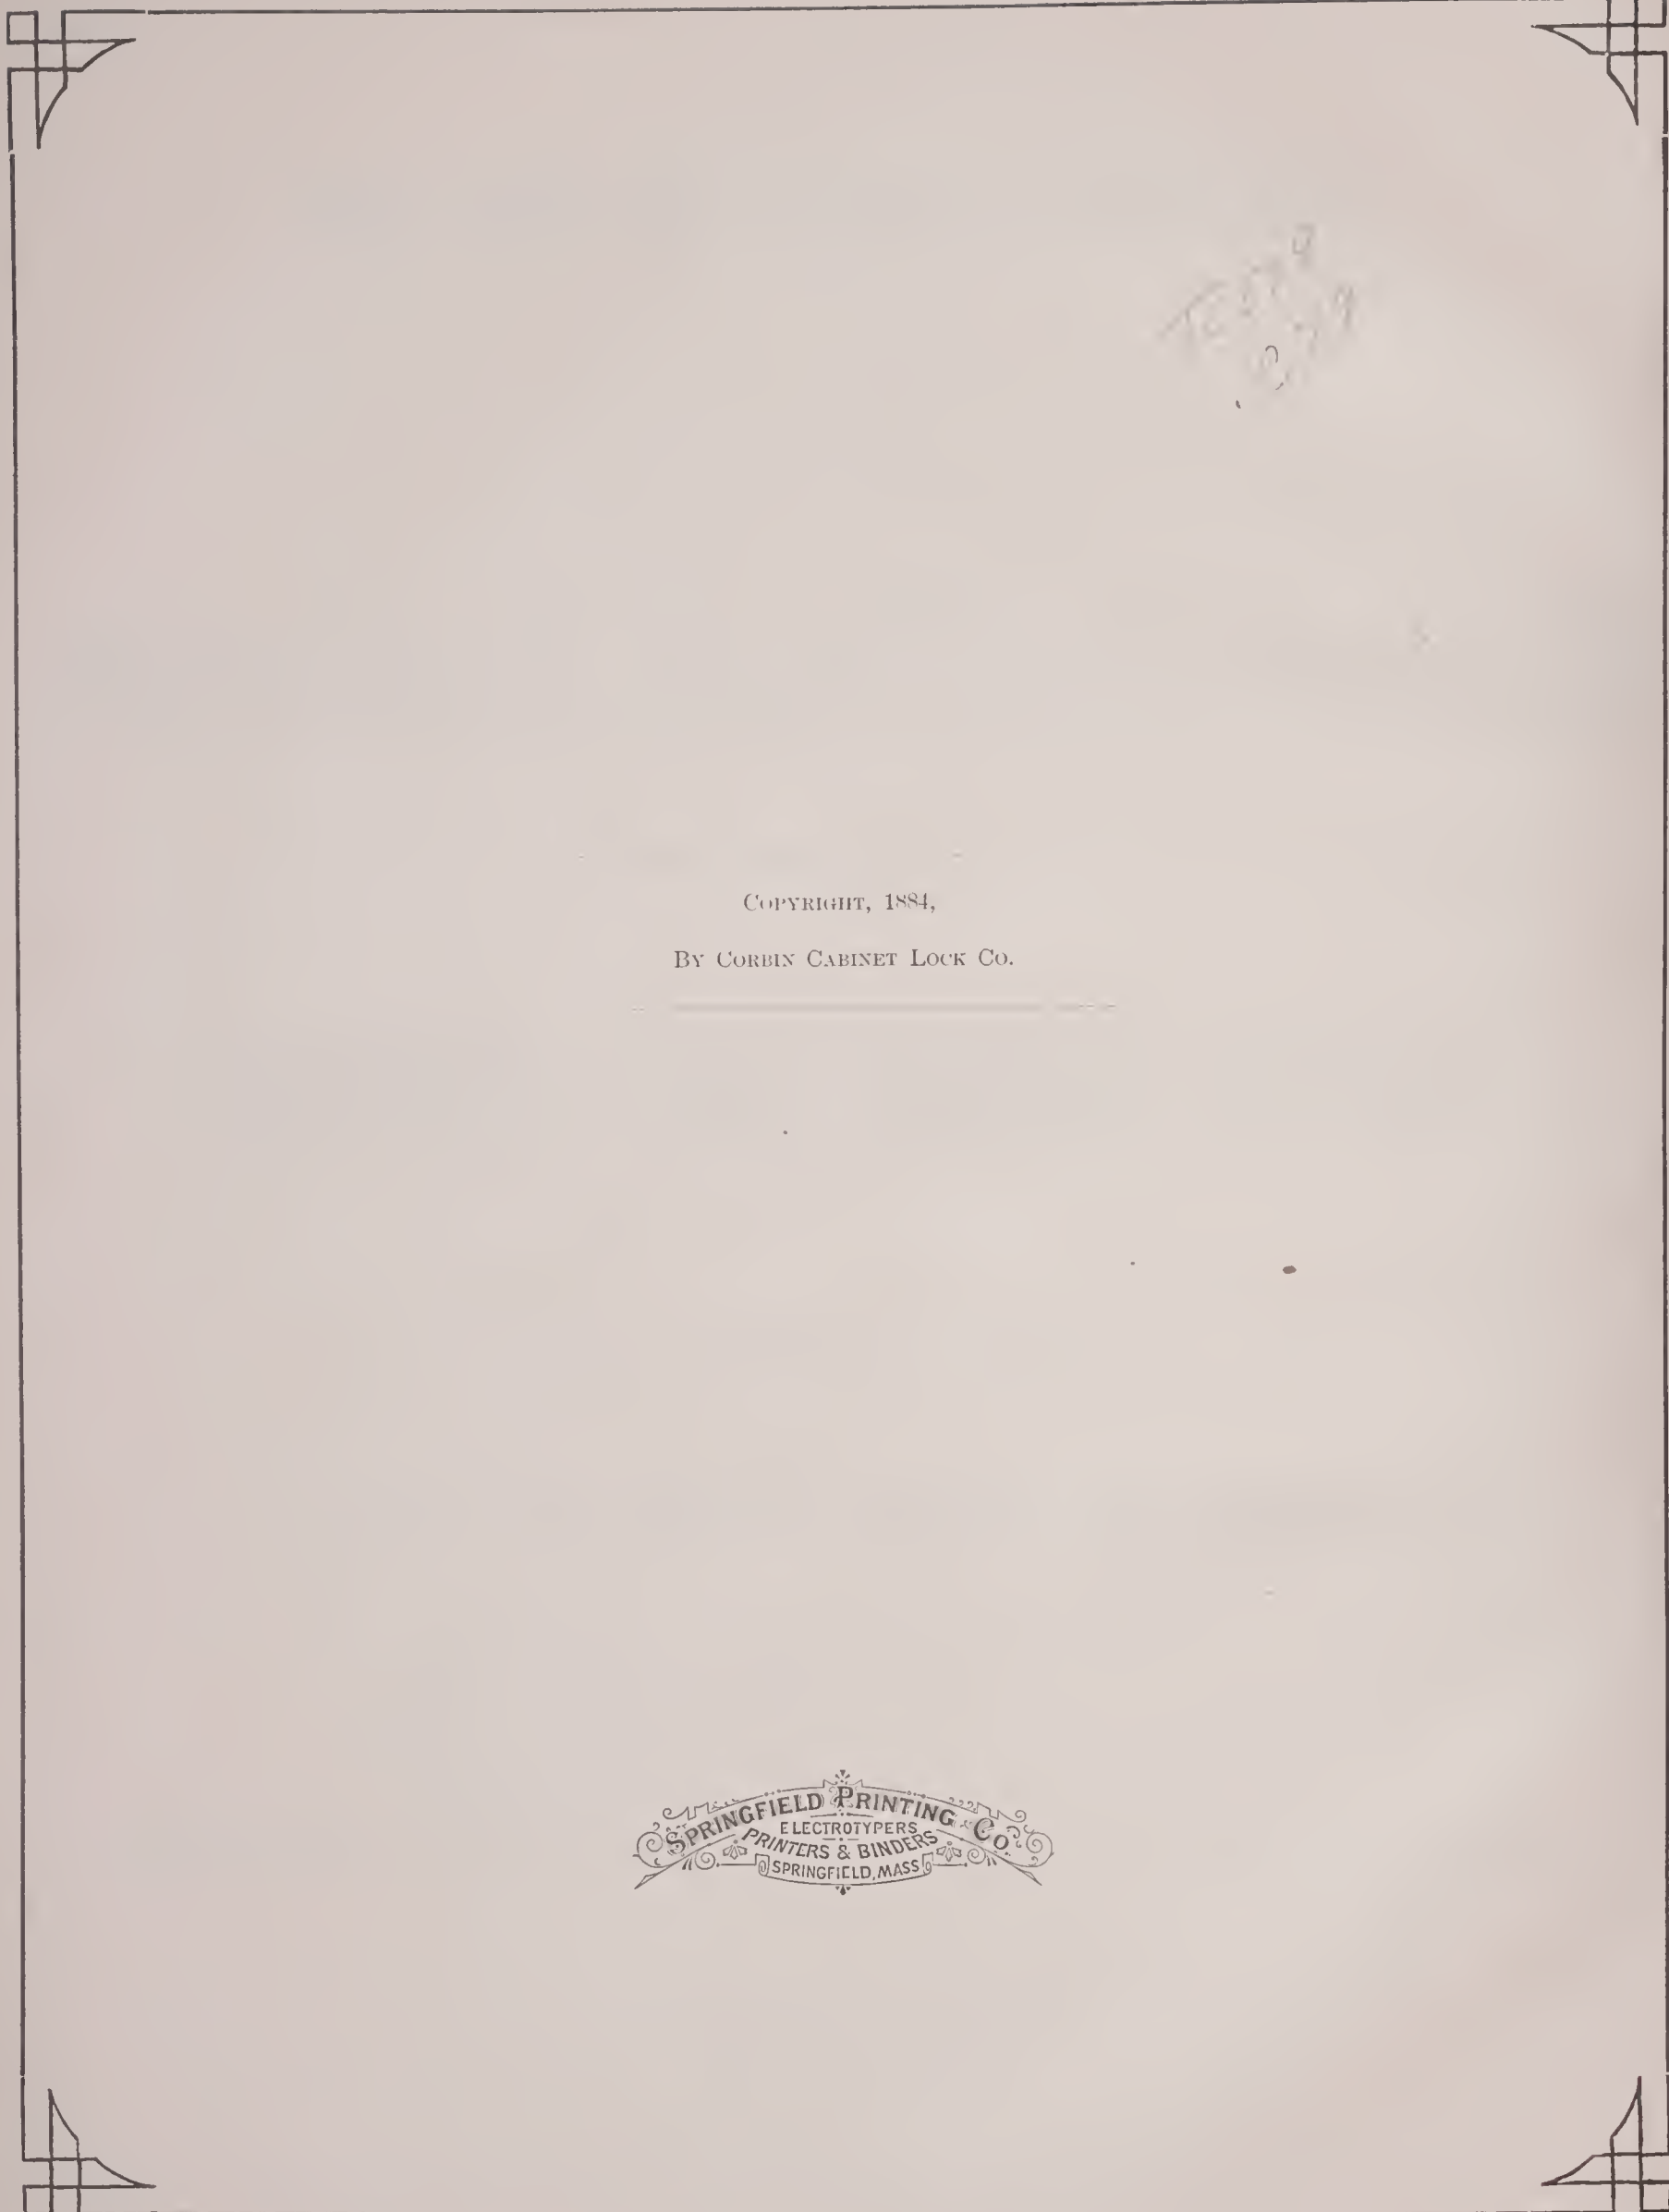 COPYRIGHT, 1884,
BY CORBIN CABINET LOCK CO.
SPRINGFIELD PRINTING CO.
ELECTROTYPERS
PRINTERS & BINDERS
SPRINGFIELD, MASS